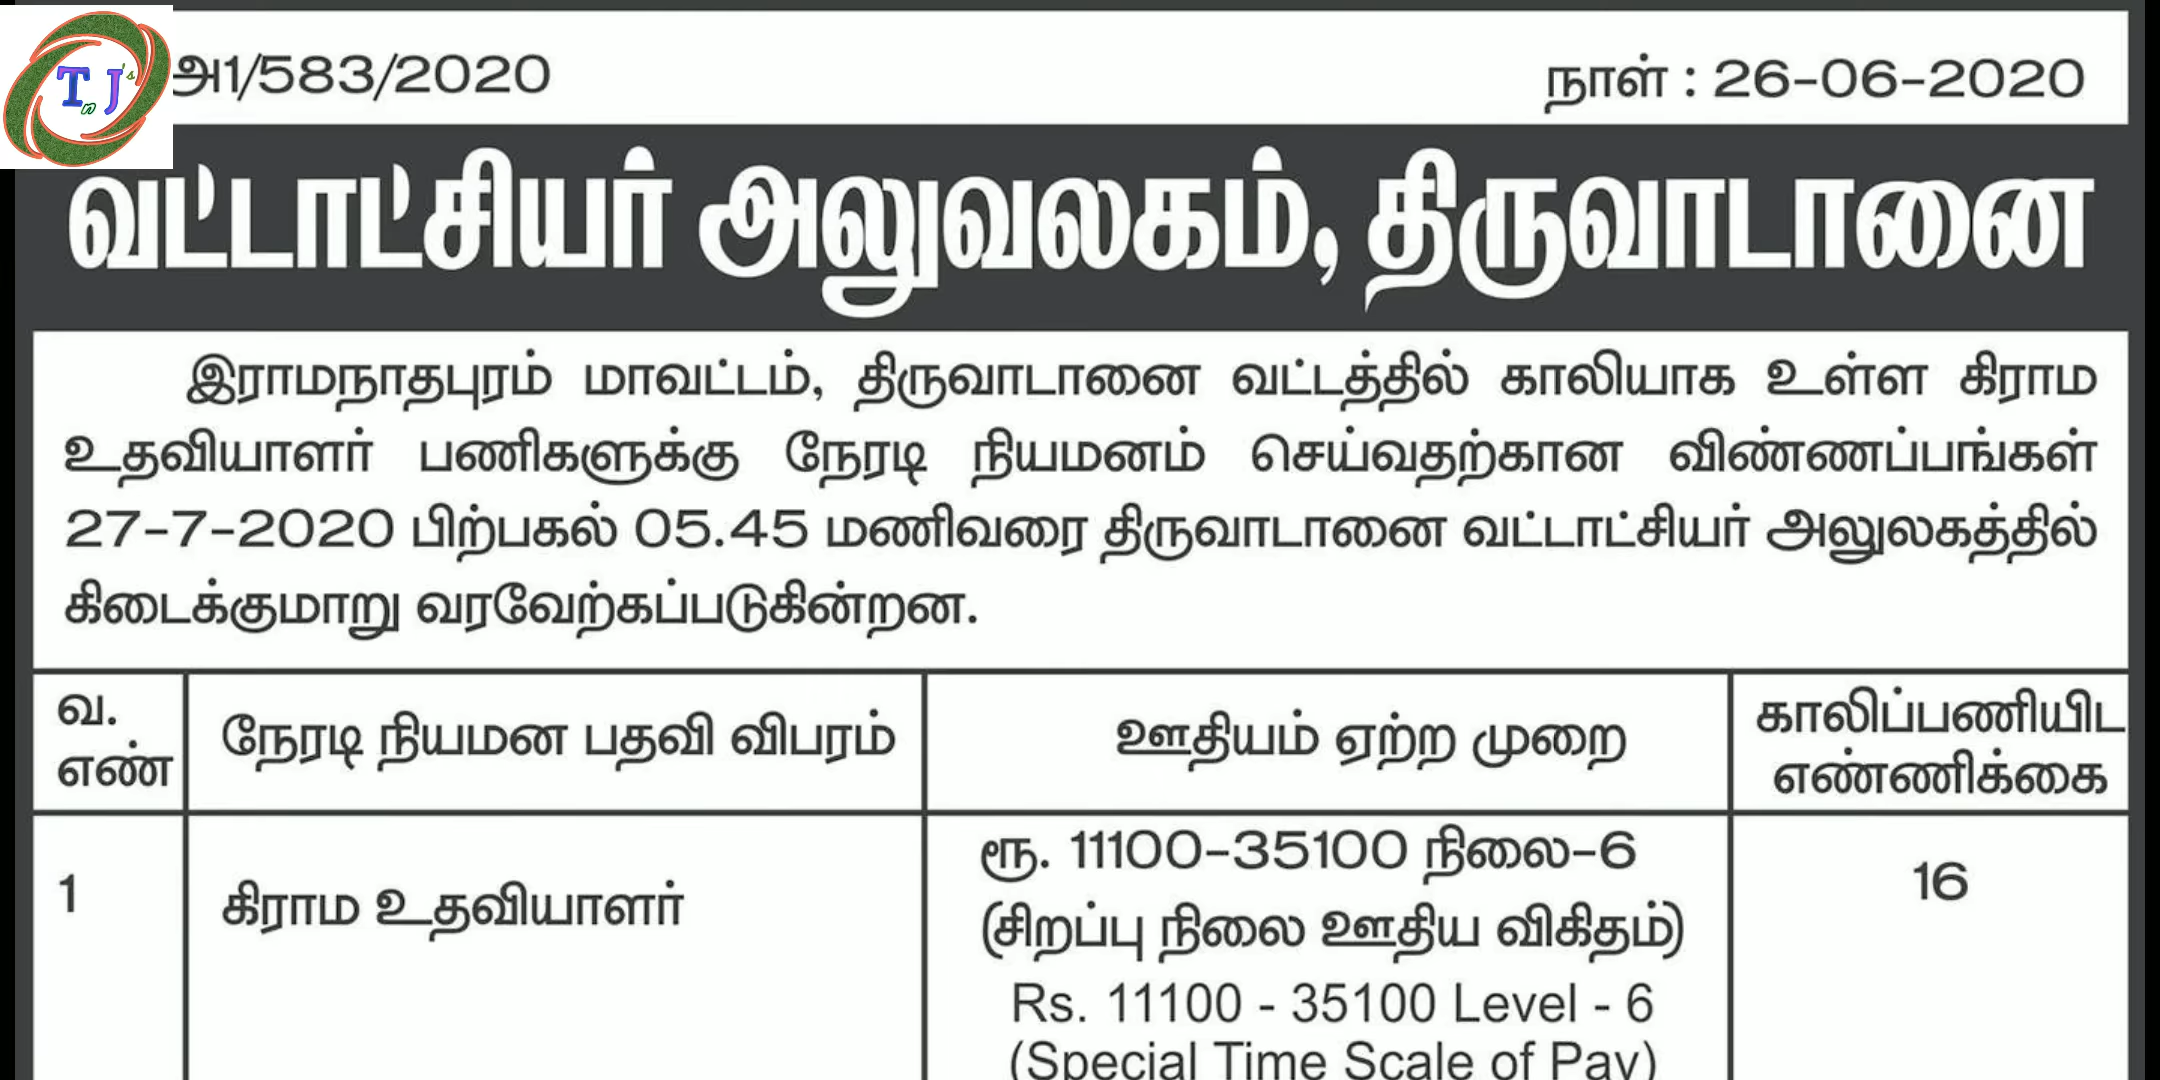 TnJ's
அ1/583/2020 நாள் : 26-06-2020
வட்டாட்சியர் அலுவலகம், திருவாடானை
இராமநாதபுரம் மாவட்டம், திருவாடானை வட்டத்தில் காலியாக உள்ள கிராம
உதவியாளர் பணிகளுக்கு நேரடி நியமனம் செய்வதற்கான விண்ணப்பங்கள்
27-7-2020 பிற்பகல் 05.45 மணிவரை திருவாடானை வட்டாட்சியர் அலுலகத்தில்
கிடைக்குமாறு வரவேற்கப்படுகின்றன.
வ. எண் நேரடி நியமன பதவி விபரம் ஊதியம் ஏற்ற முறை காலிப்பணியிட எண்ணிக்கை
1 கிராம உதவியாளர் ரூ. 11100-35100 நிலை-6 16
(சிறப்பு நிலை ஊதிய விகிதம்)
Rs. 11100 - 35100 Level - 6
(Special Time Scale of Pay)